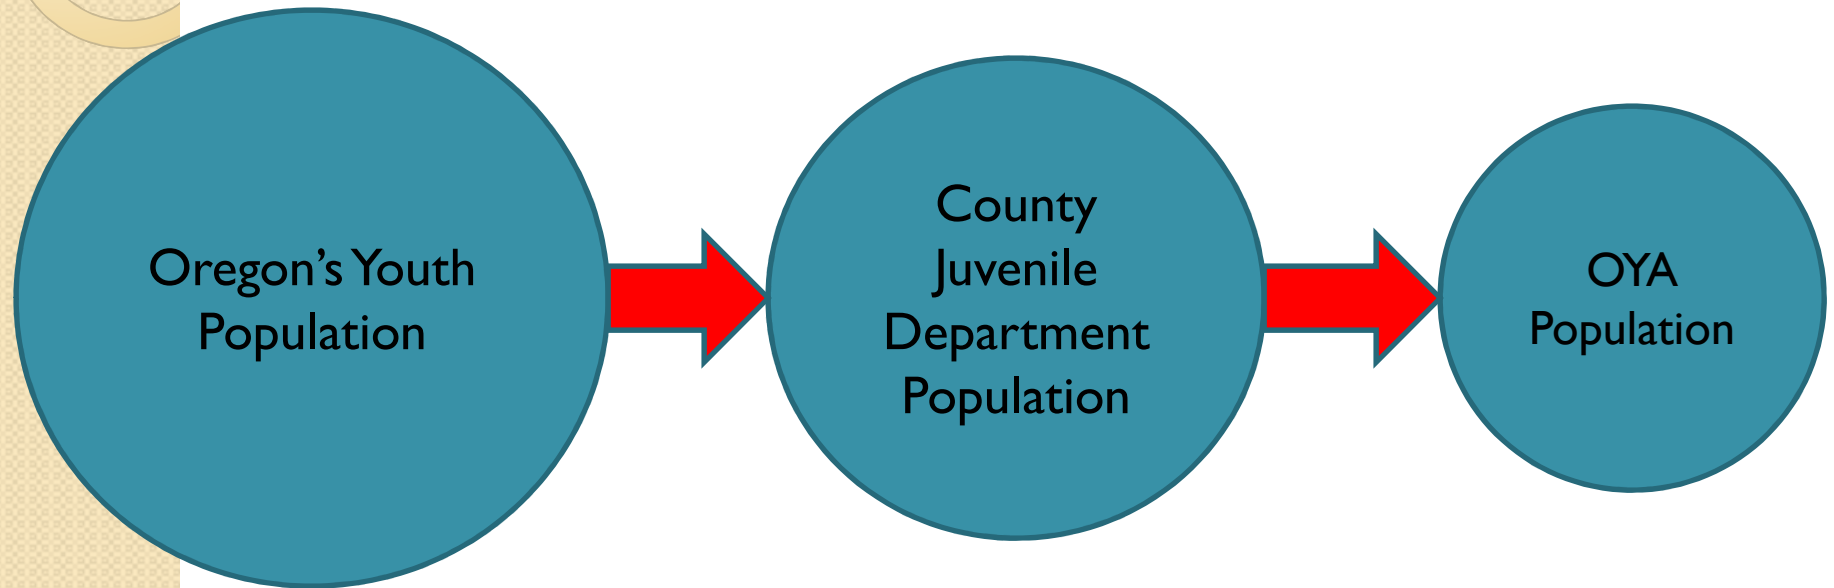 Oregon’s Youth
Population
County
Juvenile
Department
Population
OYA
Population